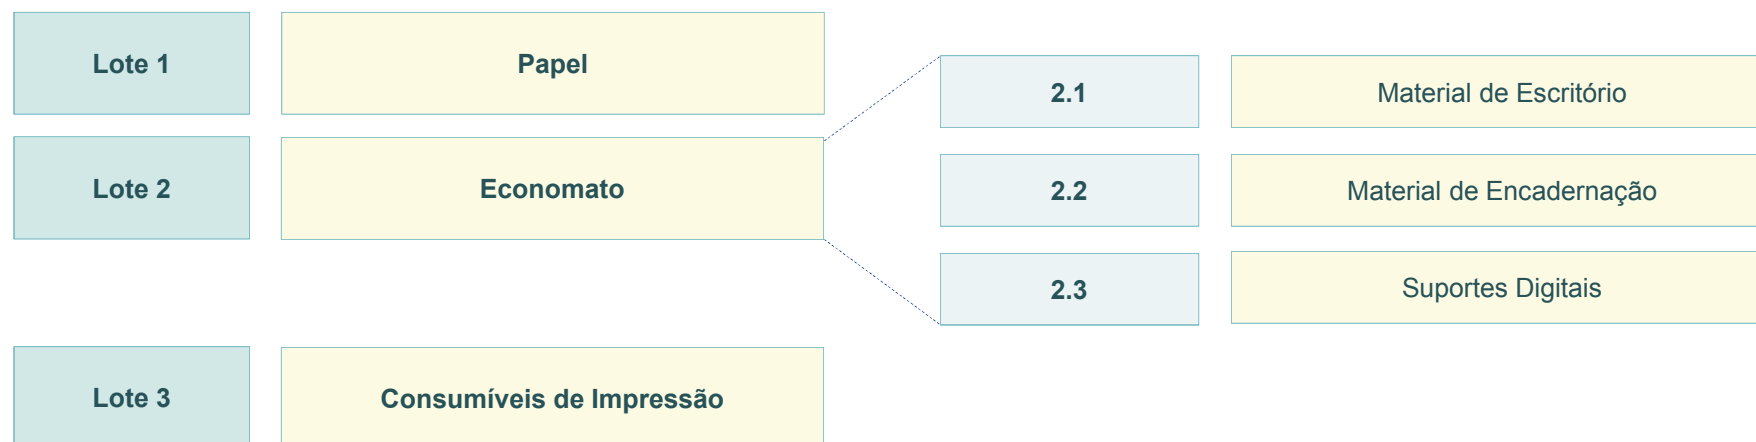 Lote 1
Papel
Lote 2
Economato
2.1
Material de Escritório
2.2
Material de Encadernação
2.3
Suportes Digitais
Lote 3
Consumíveis de Impressão